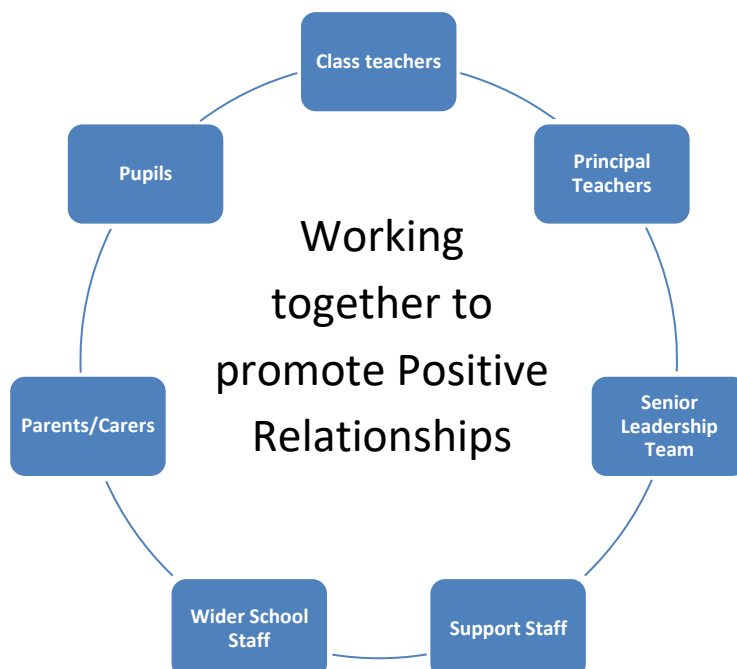 Class teachers
Principal
Teachers
Senior
Leadership
Team
Support Staff
Wider School
Staff
Parents/Carers
Pupils
Working
together to
promote Positive
Relationships